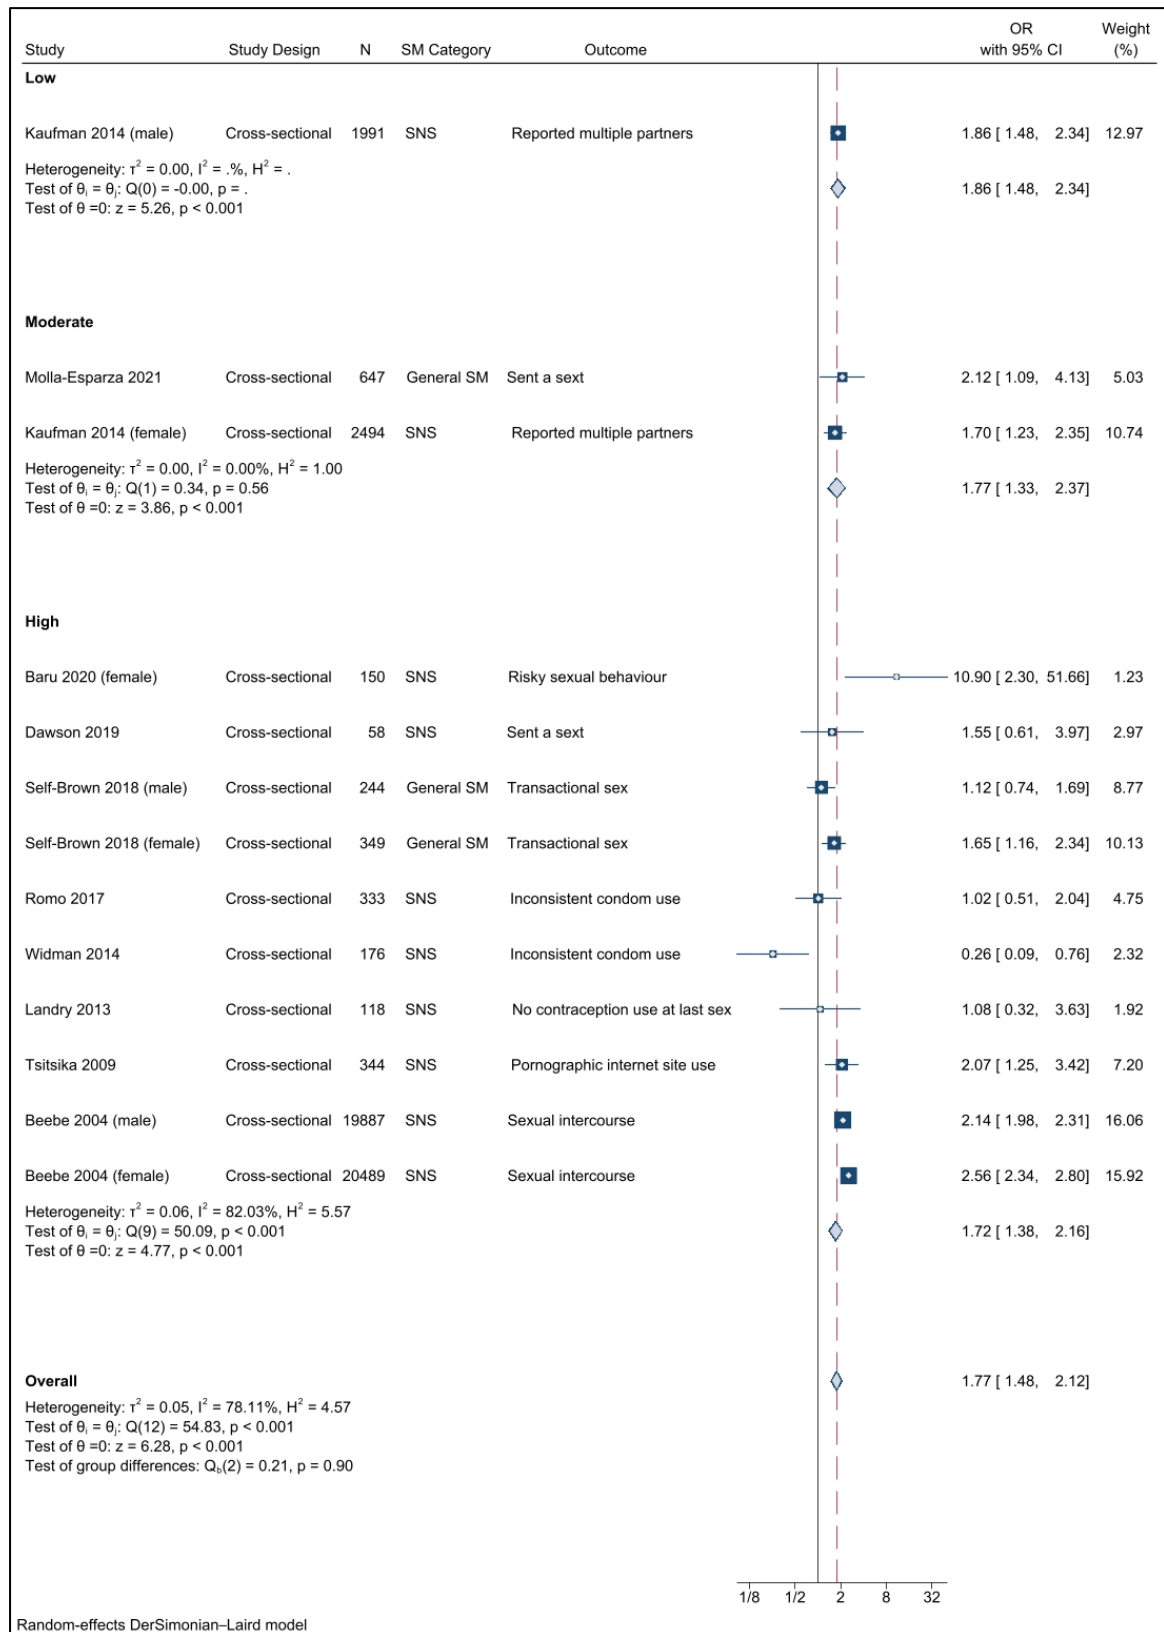 OR Weight
Study Study Design N SM Category Outcome with 95% CI (%)
Low
Kaufman 2014 (male) Cross-sectional 1991 SNS Reported multiple partners 1.86 [ 1.48, 2.34] 12.97
Heterogeneity: τ² = 0.00, I² = .%, H² = .
Test of θᵢ = θⱼ: Q(0) = -0.00, p = . 1.86 [ 1.48, 2.34]
Test of θ =0: z = 5.26, p < 0.001
Moderate
Molla-Esparza 2021 Cross-sectional 647 General SM Sent a sext 2.12 [ 1.09, 4.13] 5.03
Kaufman 2014 (female) Cross-sectional 2494 SNS Reported multiple partners 1.70 [ 1.23, 2.35] 10.74
Heterogeneity: τ² = 0.00, I² = 0.00%, H² = 1.00
Test of θᵢ = θⱼ: Q(1) = 0.34, p = 0.56 1.77 [ 1.33, 2.37]
Test of θ =0: z = 3.86, p < 0.001
High
Baru 2020 (female) Cross-sectional 150 SNS Risky sexual behaviour 10.90 [ 2.30, 51.66] 1.23
Dawson 2019 Cross-sectional 58 SNS Sent a sext 1.55 [ 0.61, 3.97] 2.97
Self-Brown 2018 (male) Cross-sectional 244 General SM Transactional sex 1.12 [ 0.74, 1.69] 8.77
Self-Brown 2018 (female) Cross-sectional 349 General SM Transactional sex 1.65 [ 1.16, 2.34] 10.13
Romo 2017 Cross-sectional 333 SNS Inconsistent condom use 1.02 [ 0.51, 2.04] 4.75
Widman 2014 Cross-sectional 176 SNS Inconsistent condom use 0.26 [ 0.09, 0.76] 2.32
Landry 2013 Cross-sectional 118 SNS No contraception use at last sex 1.08 [ 0.32, 3.63] 1.92
Tsitsika 2009 Cross-sectional 344 SNS Pornographic internet site use 2.07 [ 1.25, 3.42] 7.20
Beebe 2004 (male) Cross-sectional 19887 SNS Sexual intercourse 2.14 [ 1.98, 2.31] 16.06
Beebe 2004 (female) Cross-sectional 20489 SNS Sexual intercourse 2.56 [ 2.34, 2.80] 15.92
Heterogeneity: τ² = 0.06, I² = 82.03%, H² = 5.57
Test of θᵢ = θⱼ: Q(9) = 50.09, p < 0.001 1.72 [ 1.38, 2.16]
Test of θ =0: z = 4.77, p < 0.001
Overall 1.77 [ 1.48, 2.12]
Heterogeneity: τ² = 0.05, I² = 78.11%, H² = 4.57
Test of θᵢ = θⱼ: Q(12) = 54.83, p < 0.001
Test of θ =0: z = 6.28, p < 0.001
Test of group differences: Q_b(2) = 0.21, p = 0.90
1/8 1/2 2 8 32
Random-effects DerSimonian–Laird model